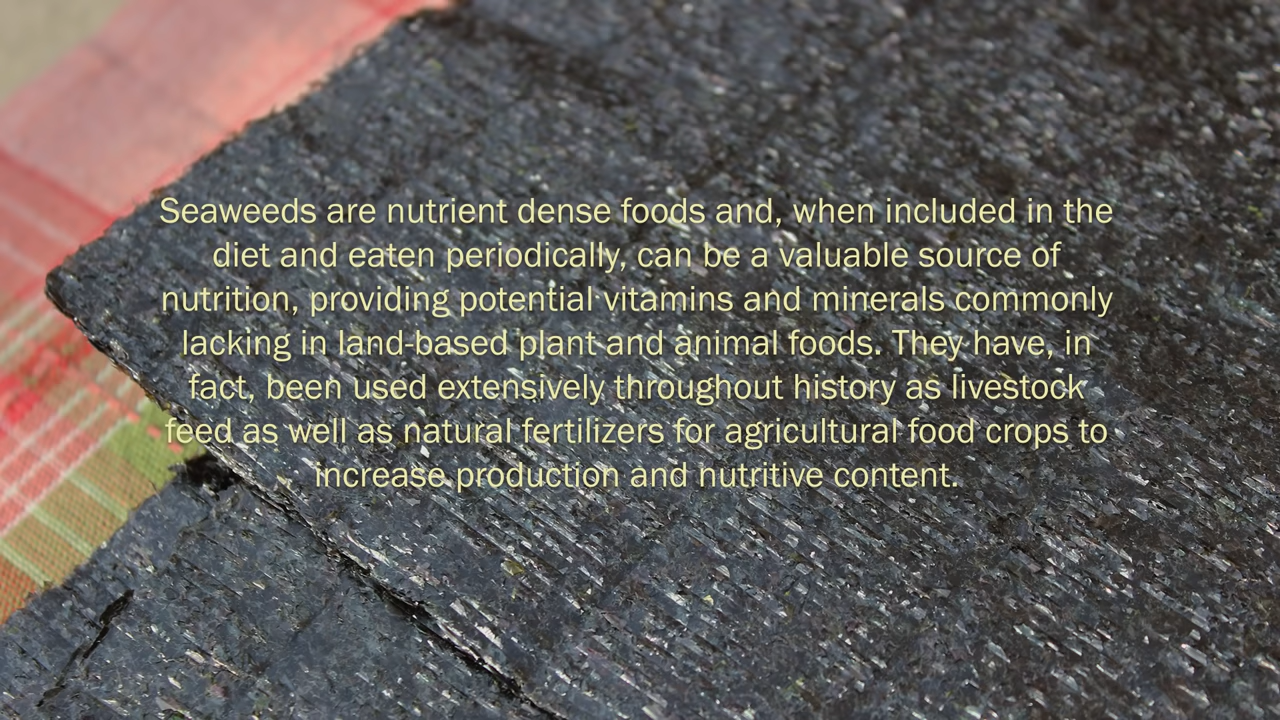 Seaweeds are nutrient dense foods and, when included in the
diet and eaten periodically, can be a valuable source of
nutrition, providing potential vitamins and minerals commonly
lacking in land-based plant and animal foods. They have, in
fact, been used extensively throughout history as livestock
feed as well as natural fertilizers for agricultural food crops to
increase production and nutritive content.